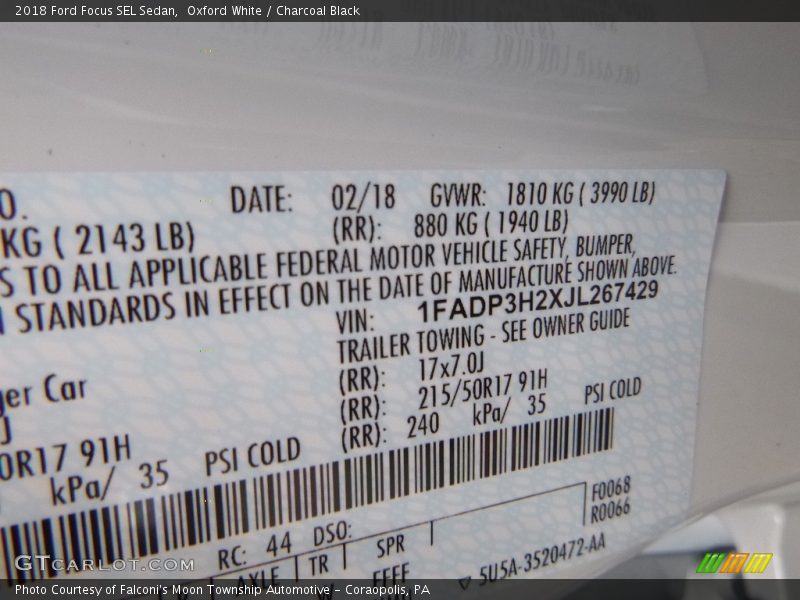 2018 Ford Focus SEL Sedan, Oxford White / Charcoal Black
O. DATE: 02/18 GVWR: 1810 KG ( 3990 LB)
KG ( 2143 LB) (RR): 880 KG ( 1940 LB)
S TO ALL APPLICABLE FEDERAL MOTOR VEHICLE SAFETY, BUMPER,
STANDARDS IN EFFECT ON THE DATE OF MANUFACTURE SHOWN ABOVE.
VIN: 1FADP3H2XJL267429
TRAILER TOWING - SEE OWNER GUIDE
ger Car (RR): 17x7.0J
J (RR): 215/50R17 91H
0R17 91H (RR): 240 kPa/ 35 PSI COLD
kPa/ 35 PSI COLD
F0068
R0066
RC: 44 DSO:
AXLE TR SPR
FFFF 5U5A-3520472-AA
GTCARLOT.COM
Photo Courtesy of Falconi's Moon Township Automotive - Coraopolis, PA